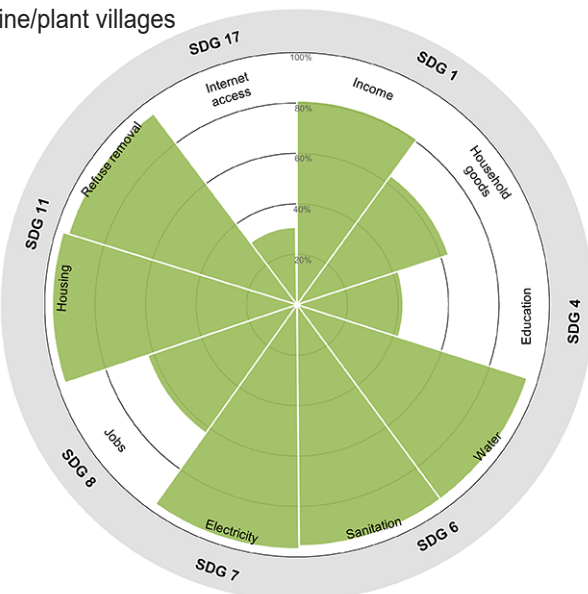 ine/plant villages
SDG 17
SDG 1
100%
Internet
access
Income
80%
Household
goods
Refuse removal
60%
40%
SDG 11
20%
Housing
Education
SDG 4
Jobs
SDG 8
Water
Electricity
Sanitation
SDG 6
SDG 7